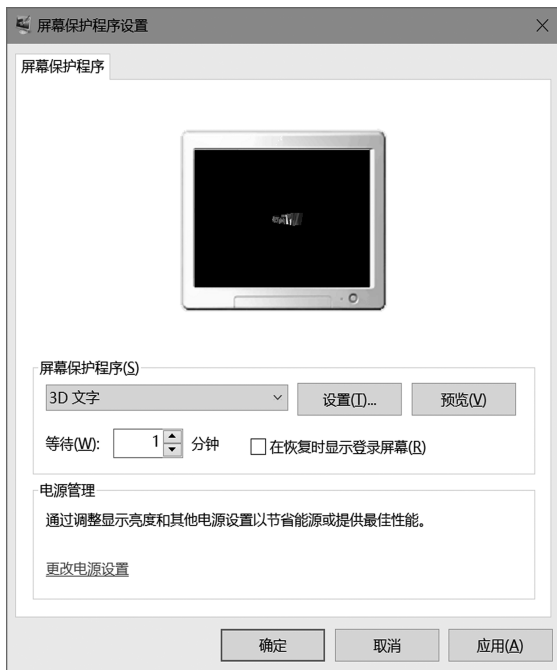 屏幕保护程序设置
屏幕保护程序
屏幕保护程序(S)
3D 文字
设置(T)...
预览(V)
等待(W):
1
分钟
在恢复时显示登录屏幕(R)
电源管理
通过调整显示亮度和其他电源设置以节省能源或提供最佳性能。
更改电源设置
确定
取消
应用(A)